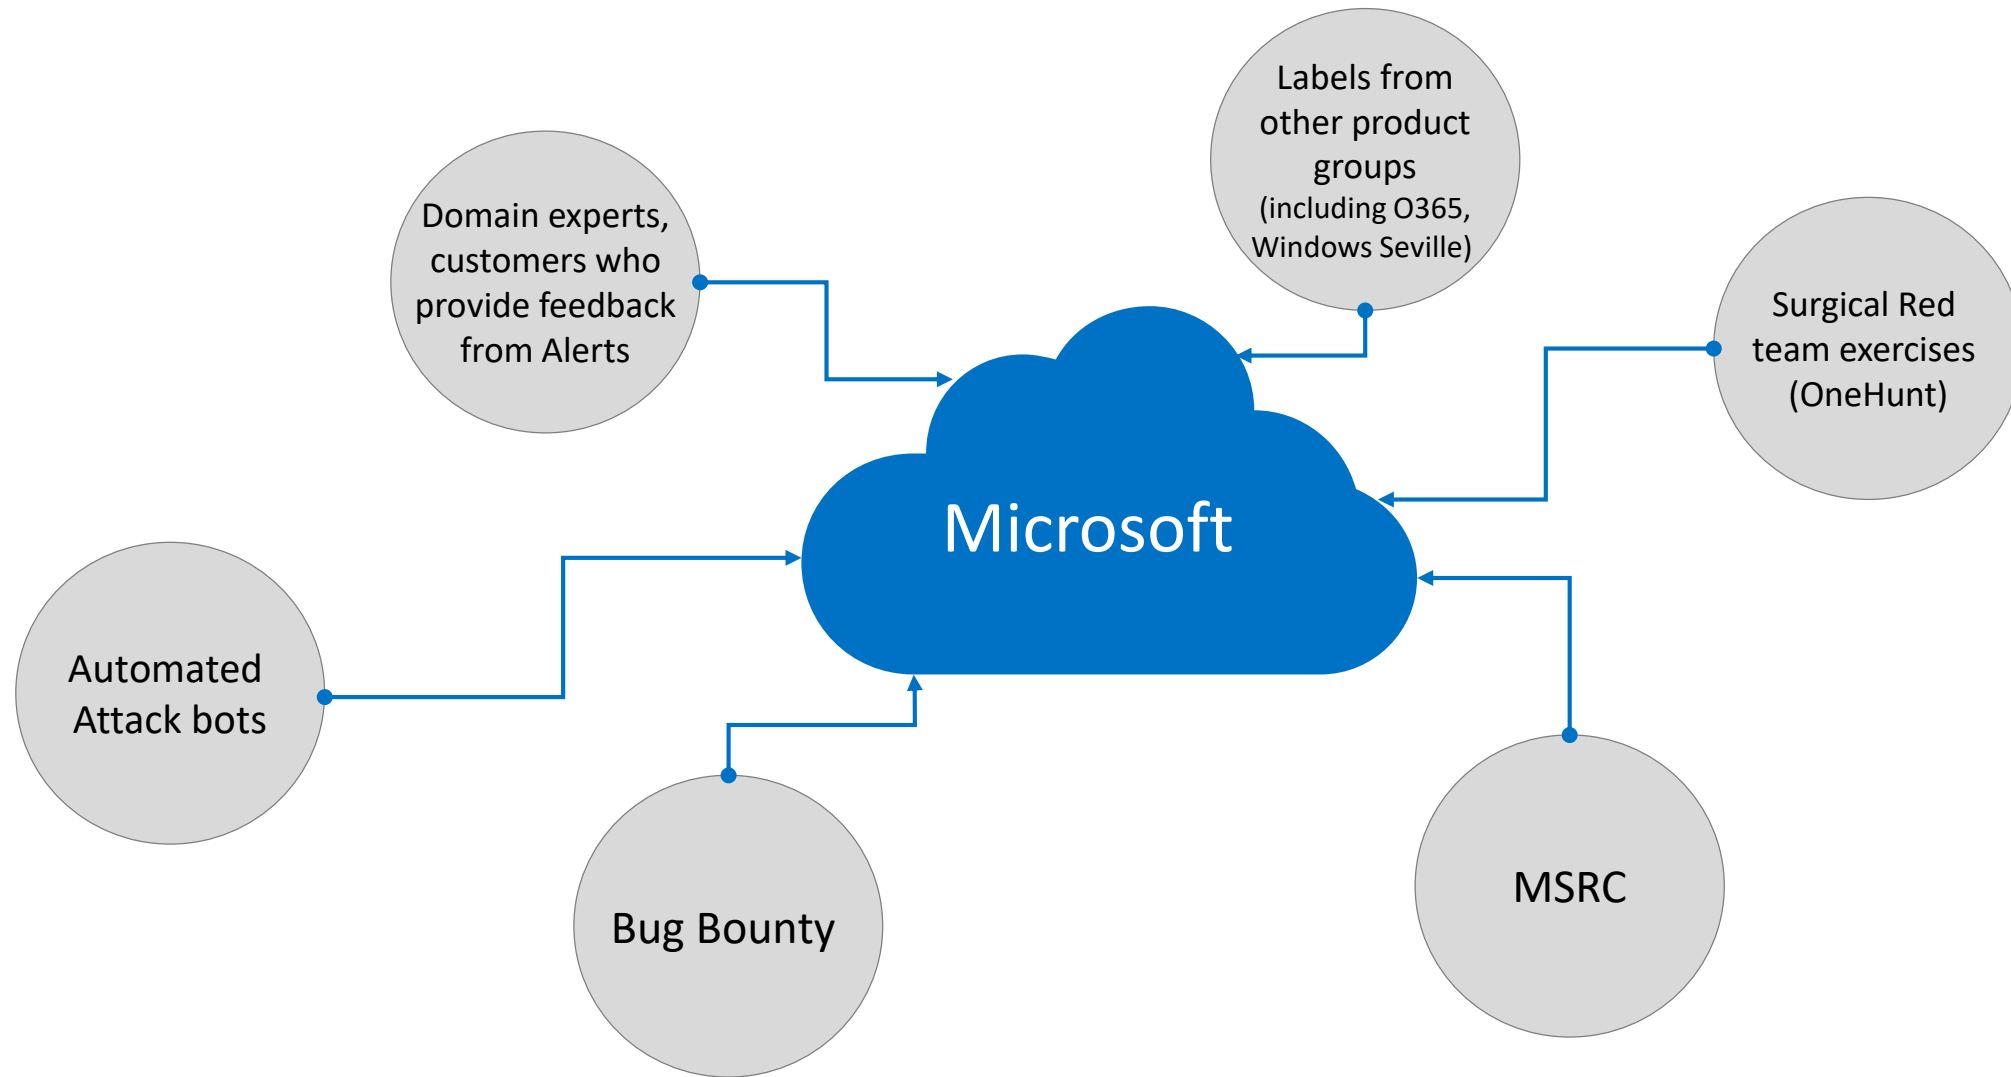 Labels from
other product
groups
(including O365,
Windows Seville)
Domain experts,
customers who
provide feedback
from Alerts
Surgical Red
team exercises
(OneHunt)
Microsoft
Automated
Attack bots
Bug Bounty
MSRC